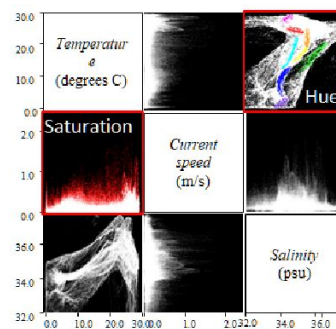 30.0
Temperatur
e
(degrees C)
20.0
10.0
Hue
0.0
Saturation
2.0
Current
speed
(m/s)
1.0
0.0
36.0
Salinity
(psu)
34.0
32.0
0.0 10.0 20.0 30.0 0.0 1.0 2.0 32.0 34.0 36.0